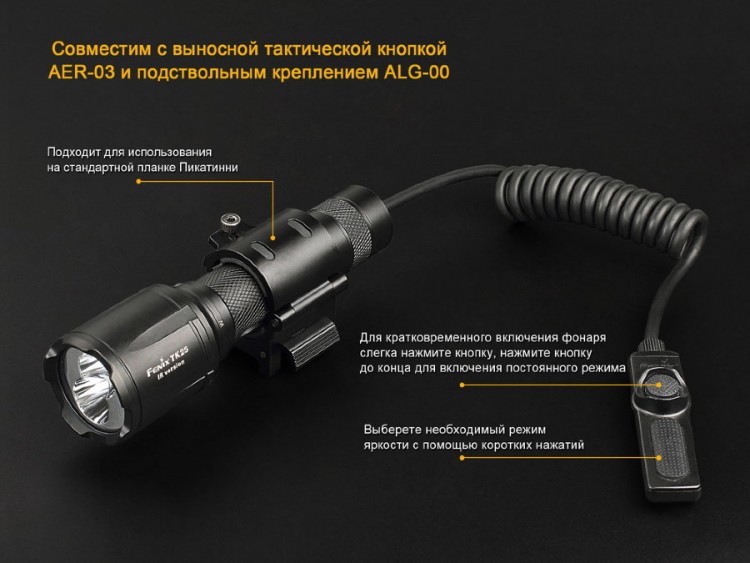 Совместим с выносной тактической кнопкой
AER-03 и подствольным креплением ALG-00
Подходит для использования
на стандартной планке Пикатинни
Для кратковременного включения фонаря
слегка нажмите кнопку, нажмите кнопку
до конца для включения постоянного режима
FENIX TK25
IR version
Выберете необходимый режим
яркости с помощью коротких нажатий